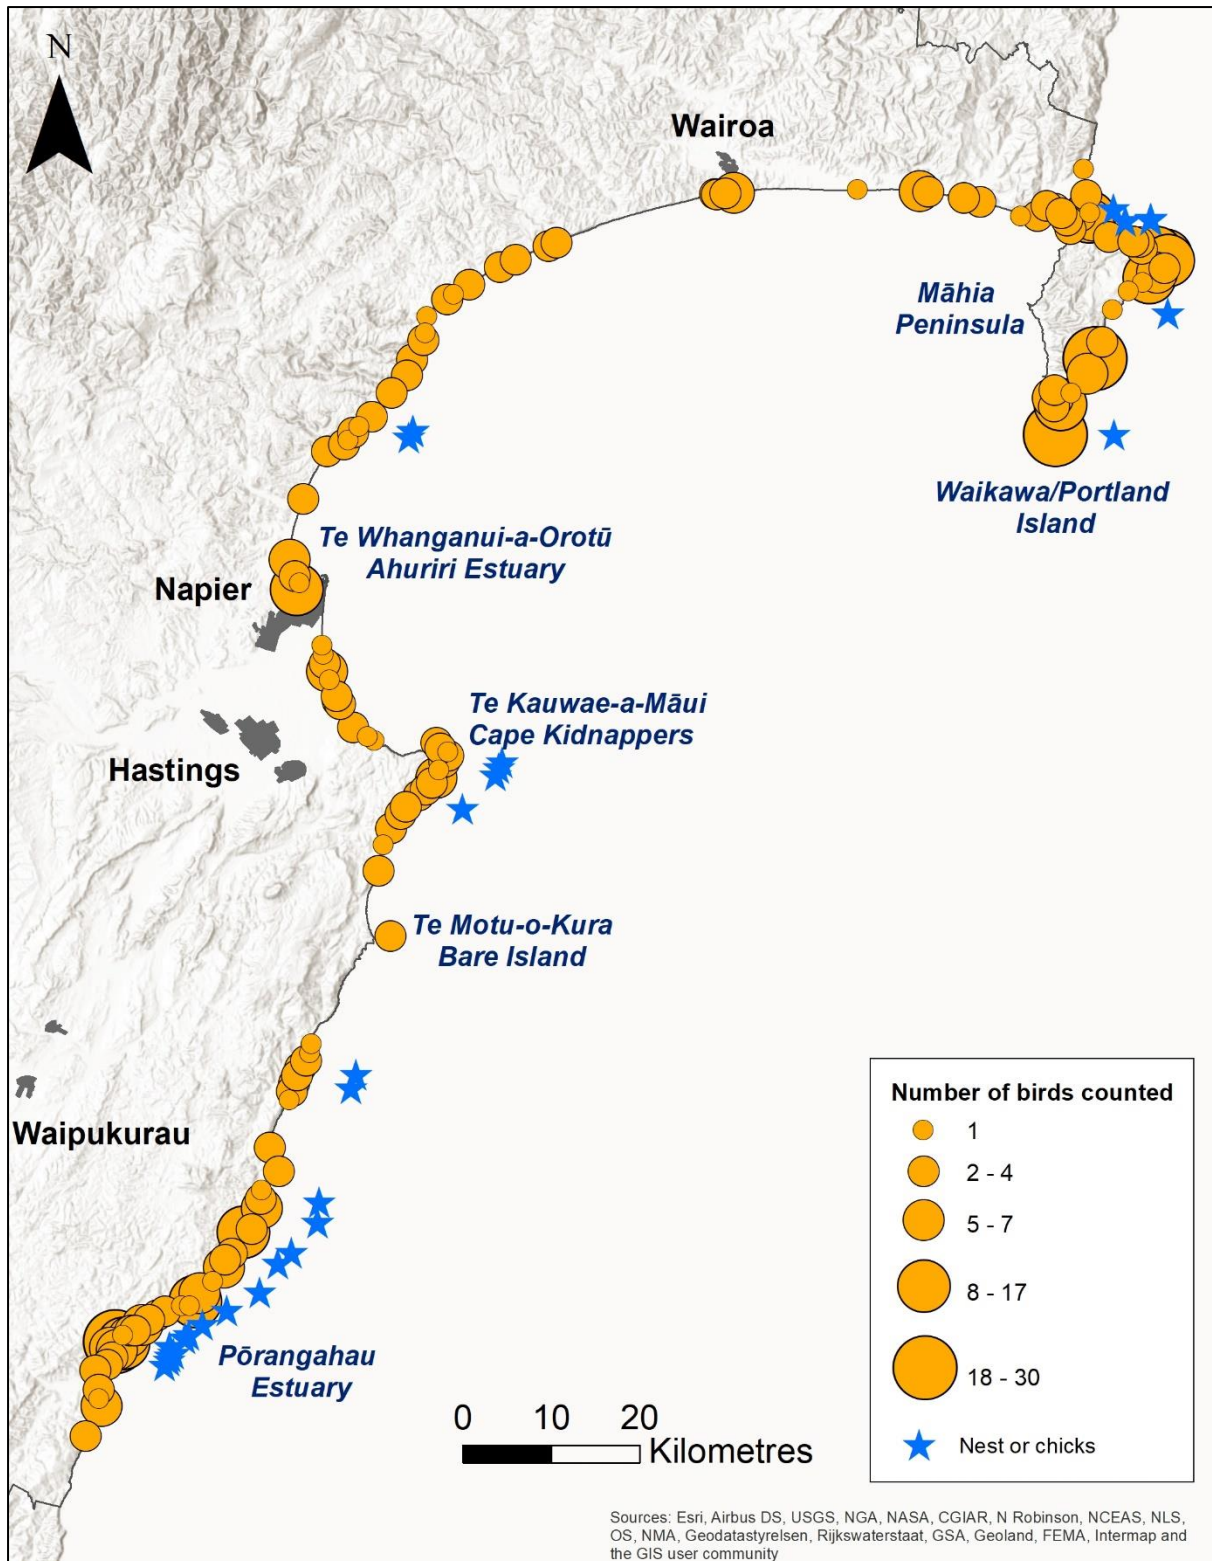 N
Wairoa
Māhia
Peninsula
Waikawa/Portland
Island
Te Whanganui-a-Orotū
Ahuriri Estuary
Napier
Te Kauwae-a-Māui
Cape Kidnappers
Hastings
Te Motu-o-Kura
Bare Island
Waipukurau
Pōrangahau
Estuary
0 10 20
Kilometres
Number of birds counted
1
2 - 4
5 - 7
8 - 17
18 - 30
Nest or chicks
Sources: Esri, Airbus DS, USGS, NGA, NASA, CGIAR, N Robinson, NCEAS, NLS,
OS, NMA, Geodatastyrelsen, Rijkswaterstaat, GSA, Geoland, FEMA, Intermap and
the GIS user community